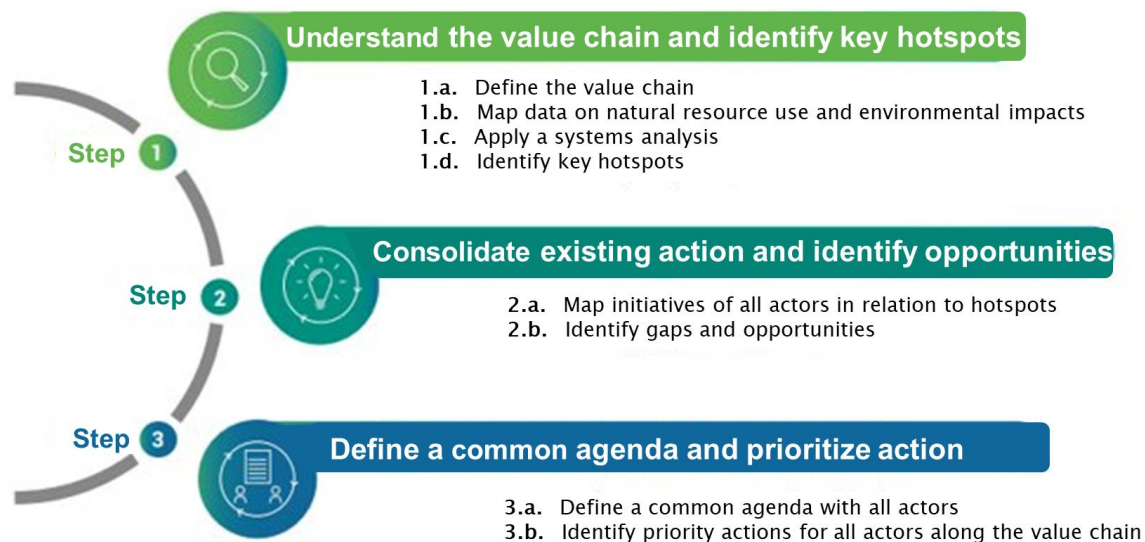 Understand the value chain and identify key hotspots
1.a. Define the value chain
1.b. Map data on natural resource use and environmental impacts
1.c. Apply a systems analysis
1.d. Identify key hotspots
Step 1
Consolidate existing action and identify opportunities
2.a. Map initiatives of all actors in relation to hotspots
2.b. Identify gaps and opportunities
Step 2
Define a common agenda and prioritize action
3.a. Define a common agenda with all actors
3.b. Identify priority actions for all actors along the value chain
Step 3